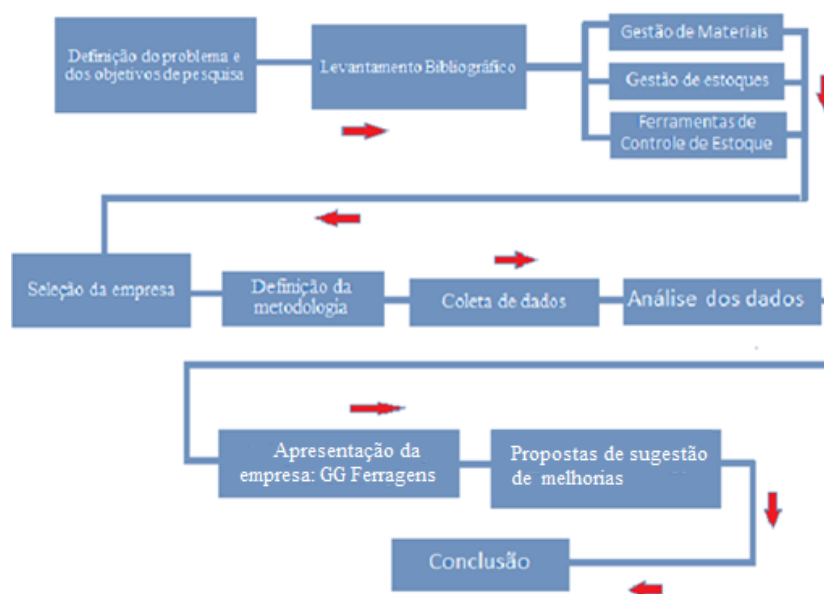 Definição do problema e
dos objetivos de pesquisa
Levantamento Bibliográfico
Gestão de Materiais
Gestão de estoques
Ferramentas de
Controle de Estoque
Seleção da empresa
Definição da
metodologia
Coleta de dados
Análise dos dados
Apresentação da
empresa: GG Ferragens
Propostas de sugestão
de melhorias
Conclusão